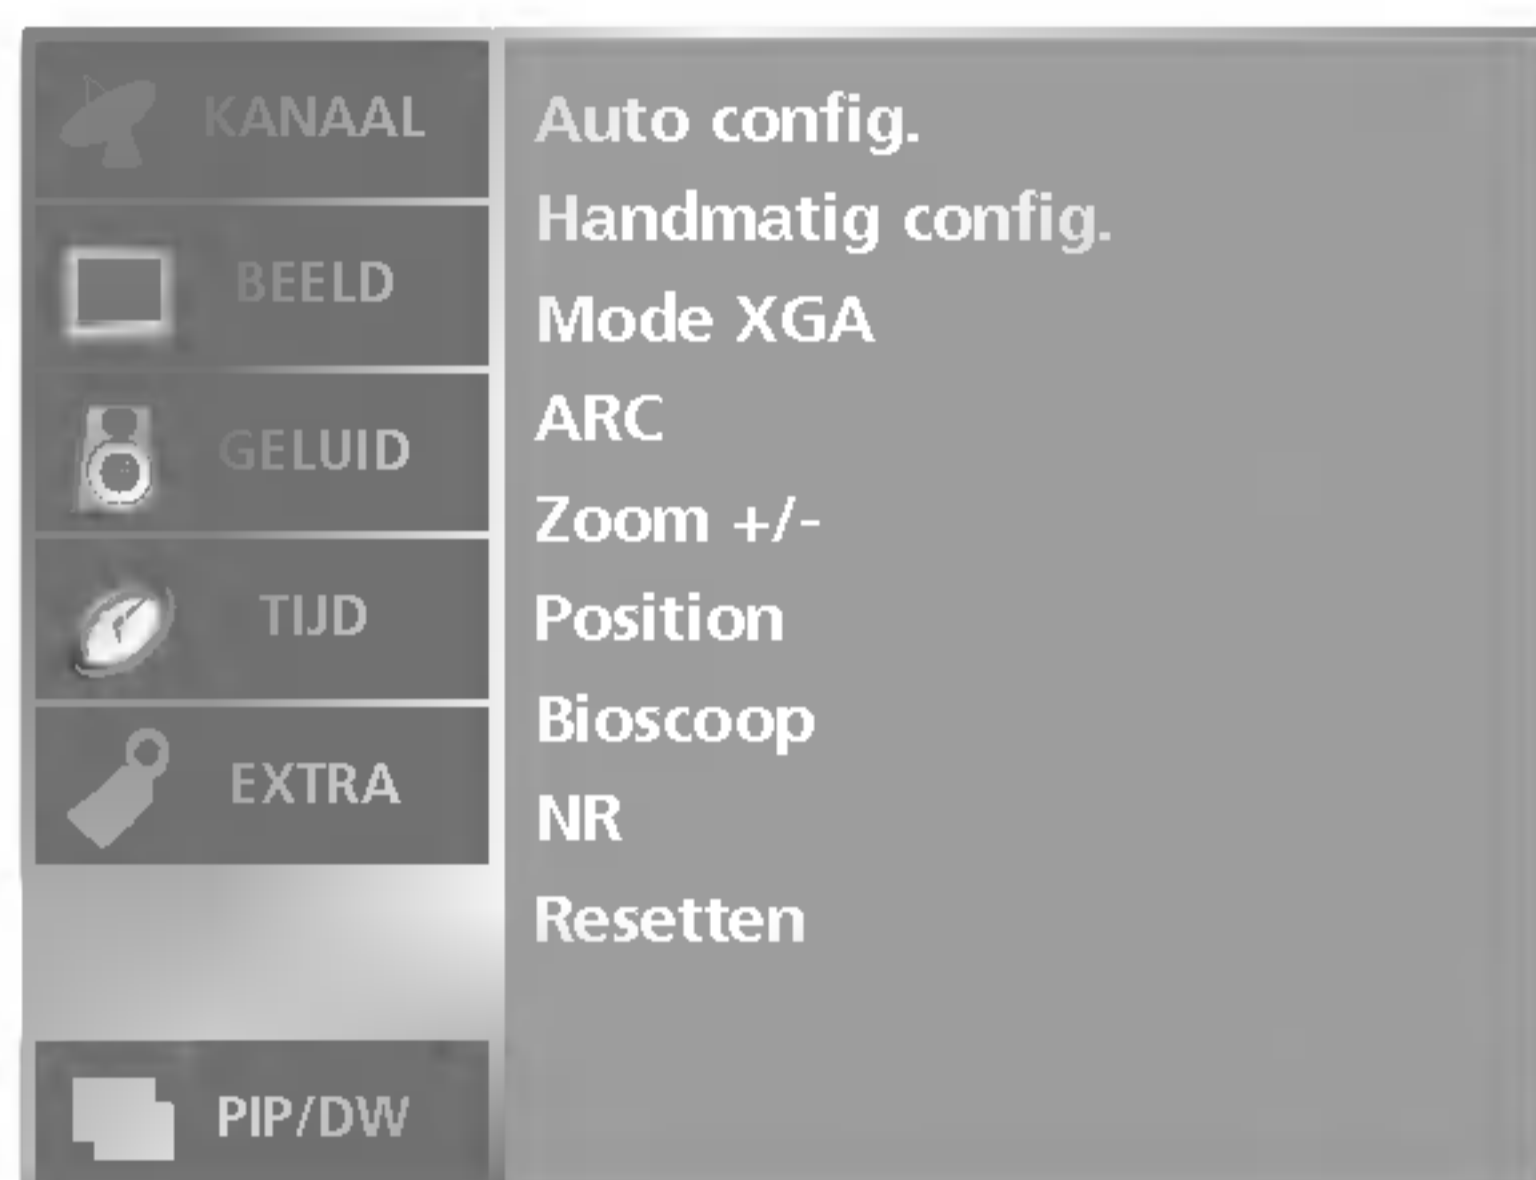 KANAAL
BEELD
GELUID
TIJD
EXTRA
PIP/DW
Auto config.
Handmatig config.
Mode XGA
ARC
Zoom +/-
Position
Bioscoop
NR
Resetten